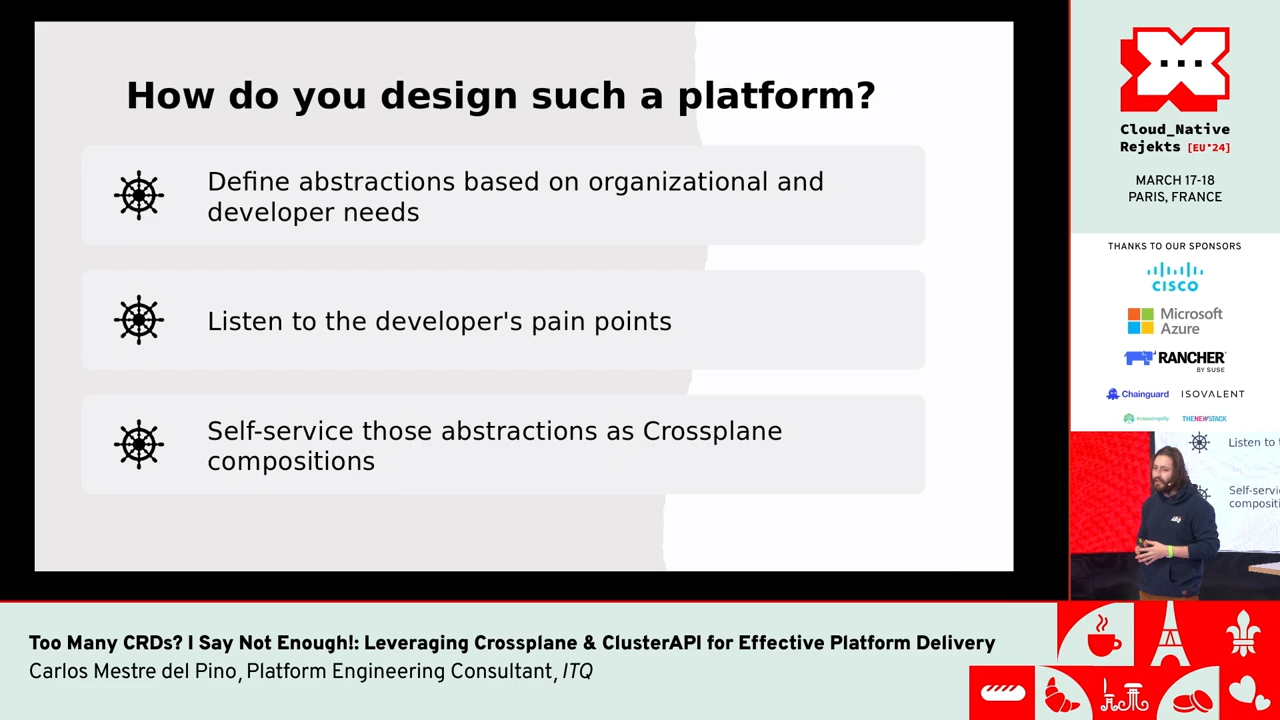 How do you design such a platform?
Define abstractions based on organizational and
developer needs
Listen to the developer's pain points
Self-service those abstractions as Crossplane
compositions
Cloud_Native
Rejekts [EU'24]
MARCH 17-18
PARIS, FRANCE
THANKS TO OUR SPONSORS
CISCO
Microsoft
Azure
RANCHER
BY SUSE
Chainguard
ISOVALENT
kubesimplify
THENEWSTACK
Listen to
Self-servi
compositi
Too Many CRDs? I Say Not Enough!: Leveraging Crossplane & ClusterAPI for Effective Platform Delivery
Carlos Mestre del Pino, Platform Engineering Consultant, ITQ